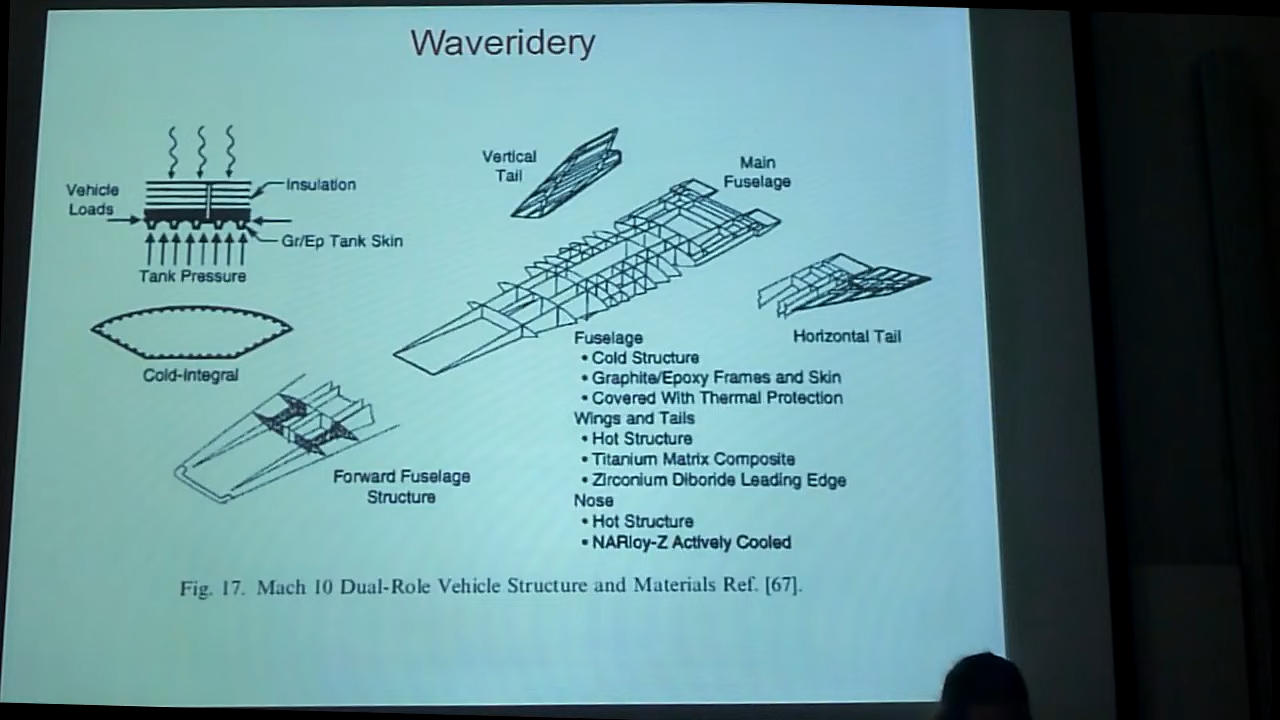 Waveridery
Vehicle
Loads
Insulation
Gr/Ep Tank Skin
Tank Pressure
Cold-Integral
Forward Fuselage
Structure
Vertical
Tail
Main
Fuselage
Horizontal Tail
Fuselage
• Cold Structure
• Graphite/Epoxy Frames and Skin
• Covered With Thermal Protection
Wings and Tails
• Hot Structure
• Titanium Matrix Composite
• Zirconium Diboride Leading Edge
Nose
• Hot Structure
• NARloy-Z Actively Cooled
Fig. 17. Mach 10 Dual-Role Vehicle Structure and Materials Ref. [67].